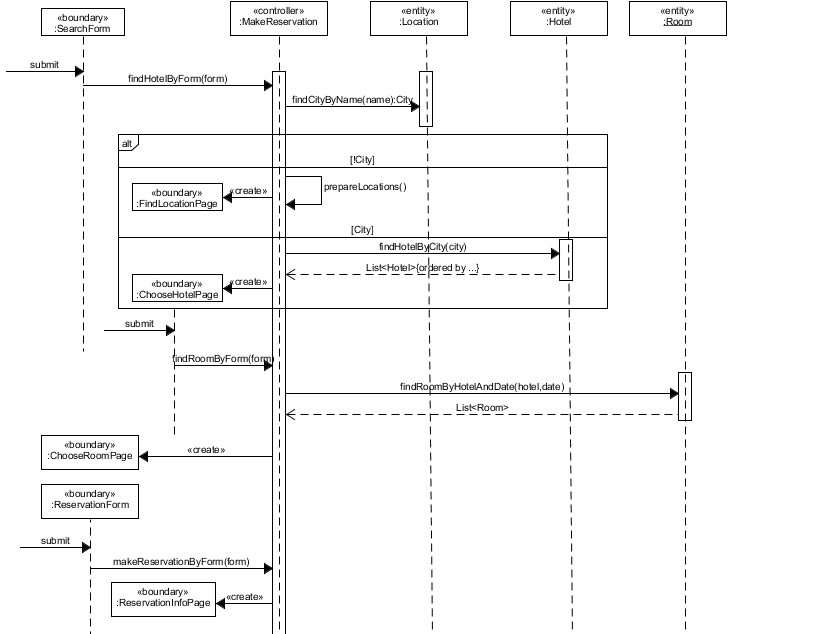 «boundary»
:SearchForm
«controller»
:MakeReservation
«entity»
:Location
«entity»
:Hotel
«entity»
:Room
submit
findHotelByForm(form)
findCityByName(name):City
alt
[!City]
«boundary»
:FindLocationPage
«create»
prepareLocations()
[City]
findHotelByCity(city)
List<Hotel>{ordered by ...}
«boundary»
:ChooseHotelPage
«create»
submit
findRoomByForm(form)
findRoomByHotelAndDate(hotel,date)
List<Room>
«boundary»
:ChooseRoomPage
«create»
«boundary»
:ReservationForm
submit
makeReservationByForm(form)
«boundary»
:ReservationInfoPage
«create»